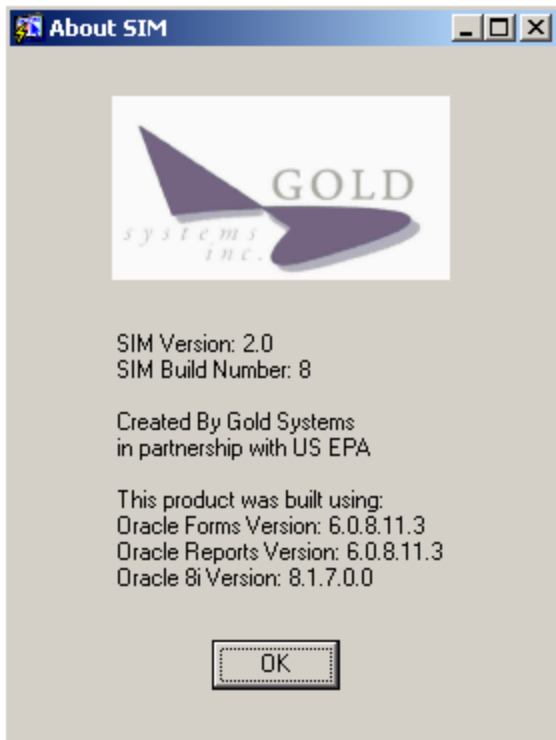 About SIM
GOLD
systems
inc.
SIM Version: 2.0
SIM Build Number: 8
Created By Gold Systems
in partnership with US EPA
This product was built using:
Oracle Forms Version: 6.0.8.11.3
Oracle Reports Version: 6.0.8.11.3
Oracle 8i Version: 8.1.7.0.0
OK